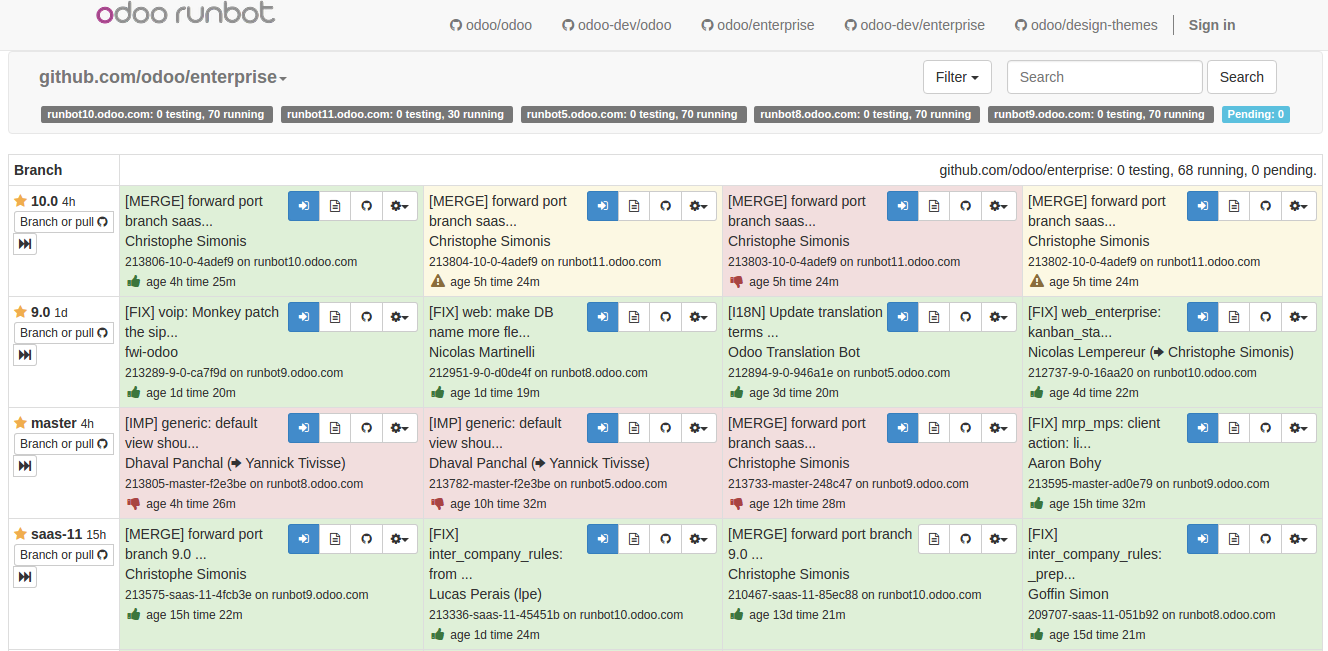 odoo runbot
odoo/odoo odoo-dev/odoo odoo/enterprise odoo-dev/enterprise odoo/design-themes Sign in
github.com/odoo/enterprise Filter Search Search
runbot10.odoo.com: 0 testing, 70 running runbot11.odoo.com: 0 testing, 30 running runbot5.odoo.com: 0 testing, 70 running runbot8.odoo.com: 0 testing, 70 running runbot9.odoo.com: 0 testing, 70 running Pending: 0
Branch github.com/odoo/enterprise: 0 testing, 68 running, 0 pending.
10.0 4h
Branch or pull
[MERGE] forward port
branch saas...
Christophe Simonis
213806-10-0-4adef9 on runbot10.odoo.com
age 4h time 25m
[MERGE] forward port
branch saas...
Christophe Simonis
213804-10-0-4adef9 on runbot11.odoo.com
age 5h time 24m
[MERGE] forward port
branch saas...
Christophe Simonis
213803-10-0-4adef9 on runbot11.odoo.com
age 5h time 24m
[MERGE] forward port
branch saas...
Christophe Simonis
213802-10-0-4adef9 on runbot11.odoo.com
age 5h time 24m
9.0 1d
Branch or pull
[FIX] voip: Monkey patch
the sip...
fwi-odoo
213289-9-0-ca7f9d on runbot9.odoo.com
age 1d time 20m
[FIX] web: make DB
name more fle...
Nicolas Martinelli
212951-9-0-d0de4f on runbot8.odoo.com
age 1d time 19m
[I18N] Update translation
terms ...
Odoo Translation Bot
212894-9-0-946a1e on runbot5.odoo.com
age 3d time 20m
[FIX] web_enterprise:
kanban_sta...
Nicolas Lempereur (➜ Christophe Simonis)
212737-9-0-16aa20 on runbot10.odoo.com
age 4d time 22m
master 4h
Branch or pull
[IMP] generic: default
view shou...
Dhaval Panchal (➜ Yannick Tivisse)
213805-master-f2e3be on runbot8.odoo.com
age 4h time 26m
[IMP] generic: default
view shou...
Dhaval Panchal (➜ Yannick Tivisse)
213782-master-f2e3be on runbot5.odoo.com
age 10h time 32m
[MERGE] forward port
branch saas...
Christophe Simonis
213733-master-248c47 on runbot9.odoo.com
age 12h time 28m
[FIX] mrp_mps: client
action: li...
Aaron Bohy
213595-master-ad0e79 on runbot9.odoo.com
age 15h time 32m
saas-11 15h
Branch or pull
[MERGE] forward port
branch 9.0 ...
Christophe Simonis
213575-saas-11-4fcb3e on runbot9.odoo.com
age 15h time 22m
[FIX]
inter_company_rules:
from ...
Lucas Perais (lpe)
213336-saas-11-45451b on runbot10.odoo.com
age 1d time 24m
[MERGE] forward port branch
9.0 ...
Christophe Simonis
210467-saas-11-85ec88 on runbot10.odoo.com
age 13d time 21m
[FIX]
inter_company_rules:
_prep...
Goffin Simon
209707-saas-11-051b92 on runbot8.odoo.com
age 15d time 21m